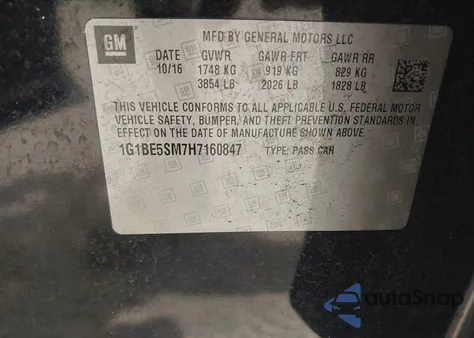 GM
MFD BY GENERAL MOTORS LLC
DATE GVWR GAWR FRT GAWR RR
10/16 1748 KG 919 KG 829 KG
3854 LB 2026 LB 1828 LB
THIS VEHICLE CONFORMS TO ALL APPLICABLE U.S. FEDERAL MOTOR
VEHICLE SAFETY, BUMPER, AND THEFT PREVENTION STANDARDS IN
EFFECT ON THE DATE OF MANUFACTURE SHOWN ABOVE.
1G1BE5SM7H7160847 TYPE: PASS CAR
autoSnap